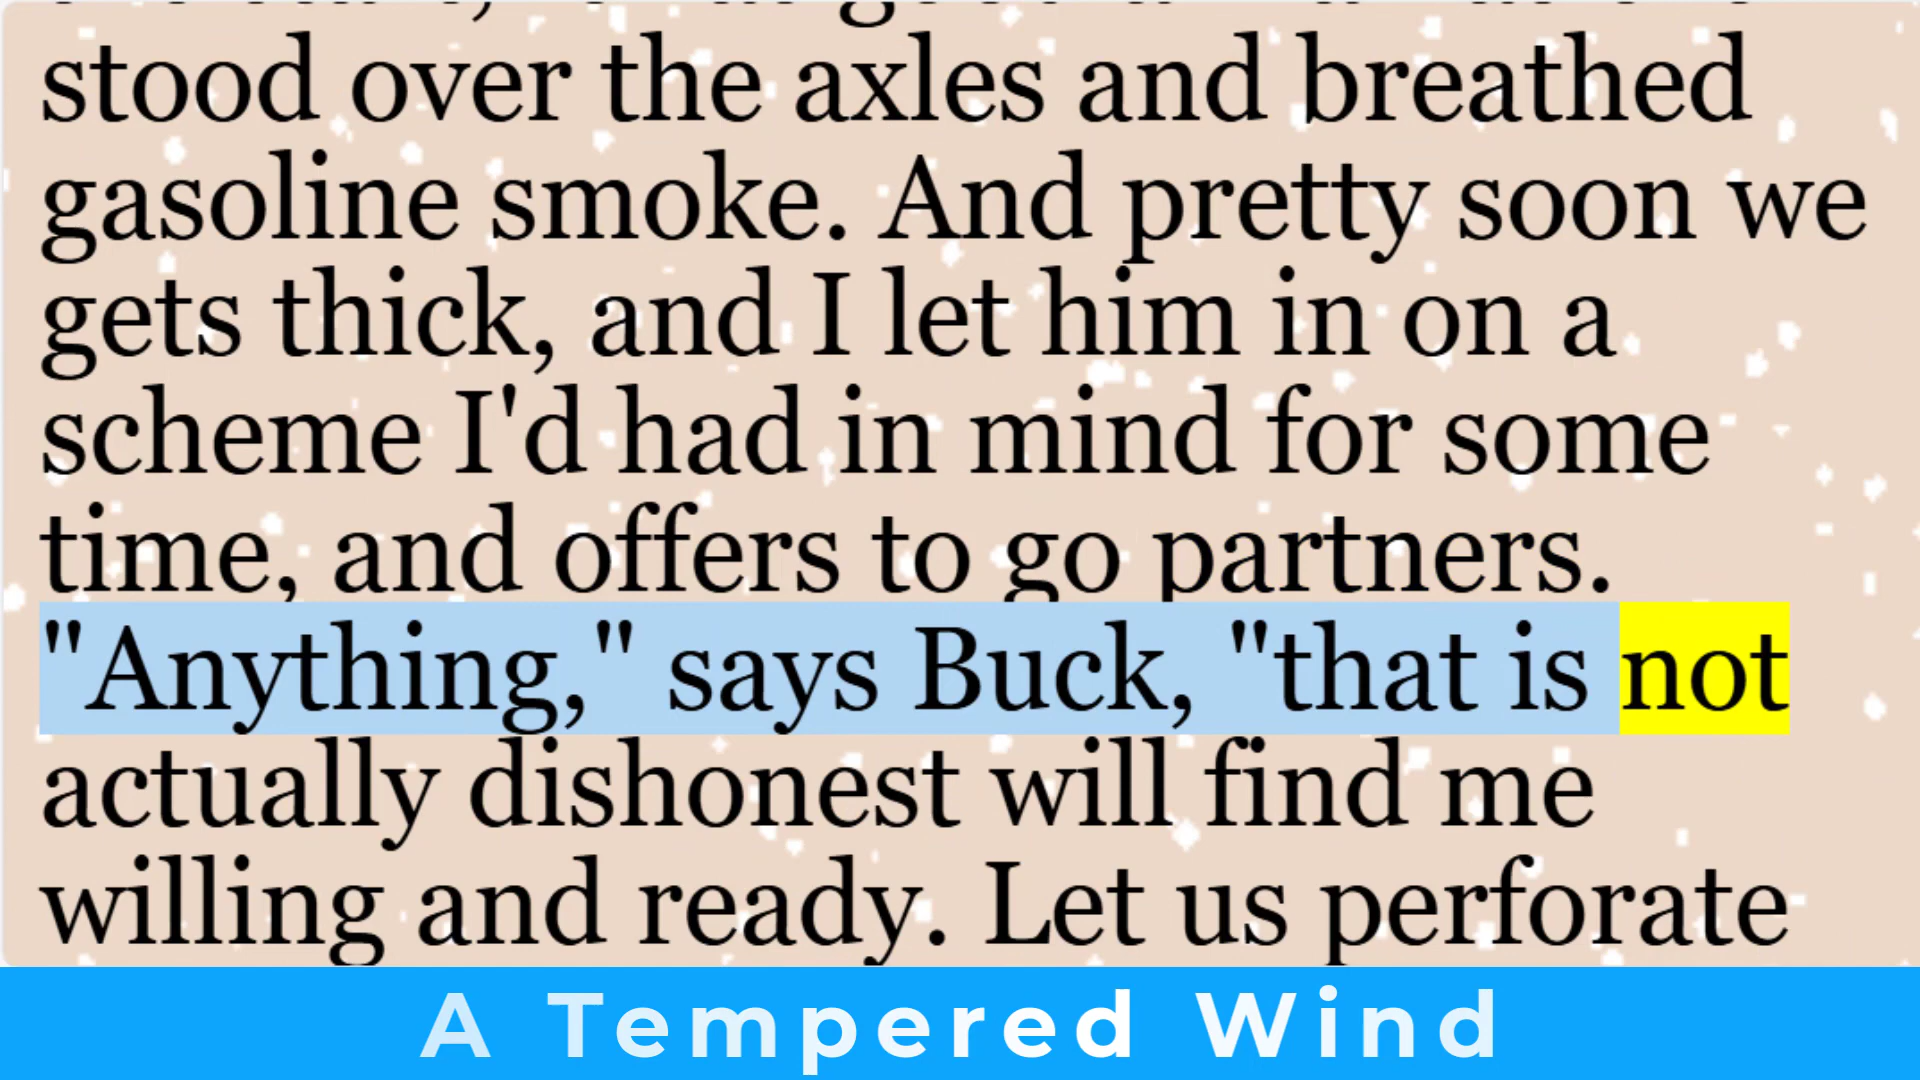 stood over the axles and breathed
gasoline smoke. And pretty soon we
gets thick, and I let him in on a
scheme I'd had in mind for some
time, and offers to go partners.
"Anything," says Buck, "that is not
actually dishonest will find me
willing and ready. Let us perforate
A Tempered Wind